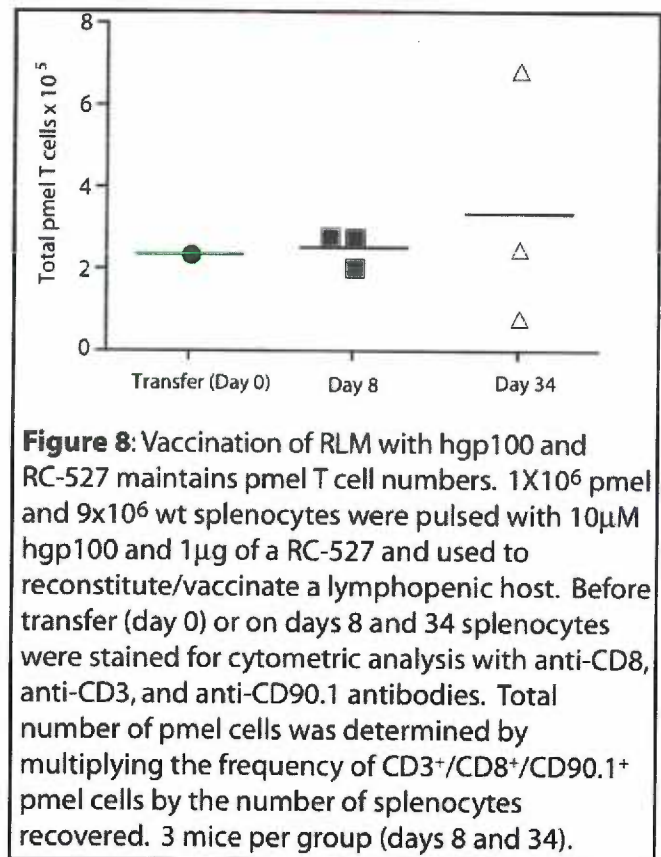 Total pmel T cells x 10⁵
8
6
4
2
0
Transfer (Day 0) Day 8 Day 34
Figure 8: Vaccination of RLM with hgp100 and
RC-527 maintains pmel T cell numbers. 1X10⁶ pmel
and 9x10⁶ wt splenocytes were pulsed with 10μM
hgp100 and 1μg of a RC-527 and used to
reconstitute/vaccinate a lymphopenic host. Before
transfer (day 0) or on days 8 and 34 splenocytes
were stained for cytometric analysis with anti-CD8,
anti-CD3, and anti-CD90.1 antibodies. Total
number of pmel cells was determined by
multiplying the frequency of CD3⁺/CD8⁺/CD90.1⁺
pmel cells by the number of splenocytes
recovered. 3 mice per group (days 8 and 34).